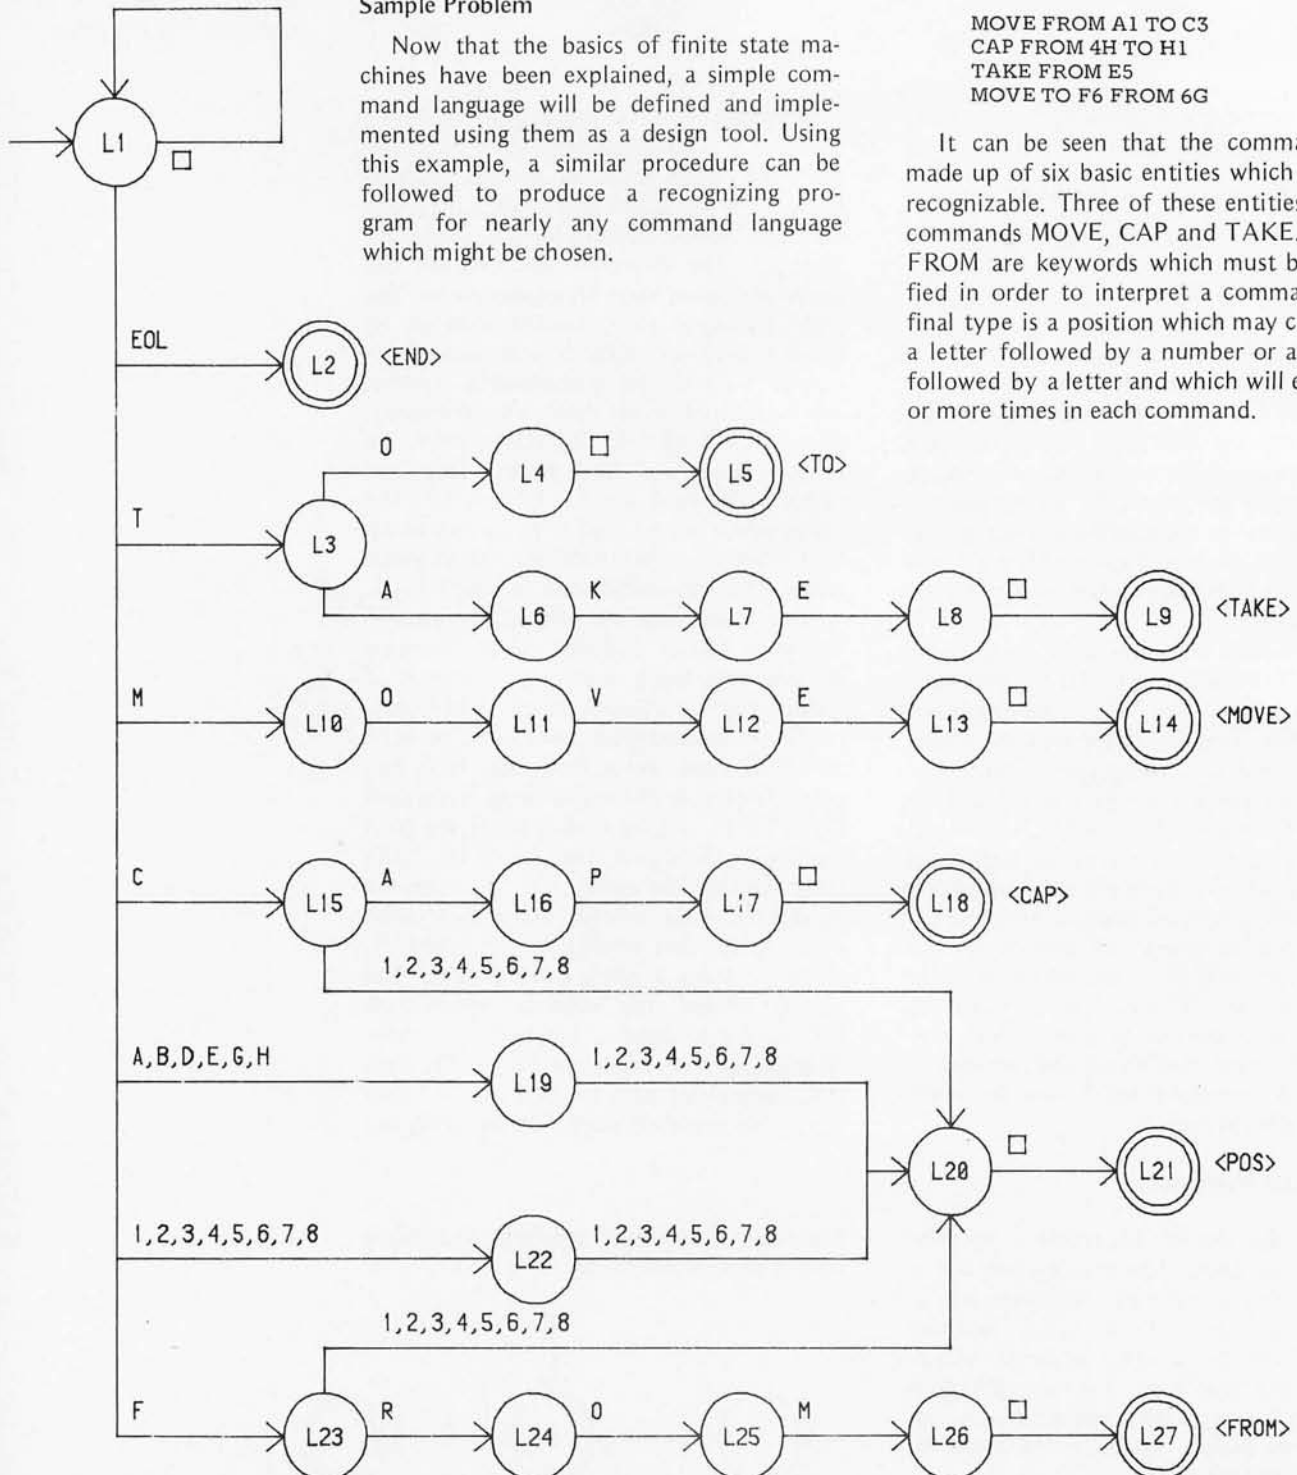 Sample Problem
Now that the basics of finite state ma-
chines have been explained, a simple com-
mand language will be defined and imple-
mented using them as a design tool. Using
this example, a similar procedure can be
followed to produce a recognizing pro-
gram for nearly any command language
which might be chosen.
MOVE FROM A1 TO C3
CAP FROM 4H TO H1
TAKE FROM E5
MOVE TO F6 FROM 6G
It can be seen that the comma
made up of six basic entities which
recognizable. Three of these entities
commands MOVE, CAP and TAKE.
FROM are keywords which must b
fied in order to interpret a comma
final type is a position which may c
a letter followed by a number or a
followed by a letter and which will e
or more times in each command.
L1 □
EOL L2 <END>
O L4 □ L5 <TO>
T L3
A L6 K L7 E L8 □ L9 <TAKE>
M L10 O L11 V L12 E L13 □ L14 <MOVE>
C L15 A L16 P L17 □ L18 <CAP>
1,2,3,4,5,6,7,8
A,B,D,E,G,H L19 1,2,3,4,5,6,7,8
L20 □ L21 <POS>
1,2,3,4,5,6,7,8 L22 1,2,3,4,5,6,7,8
1,2,3,4,5,6,7,8
F L23 R L24 O L25 M L26 □ L27 <FROM>